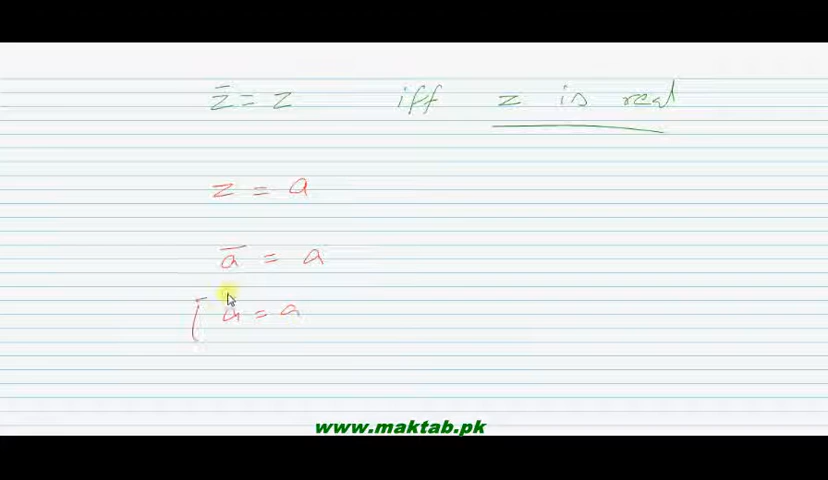 z̄ = z iff z is real
z = a
ā = a
a = a
www.maktab.pk